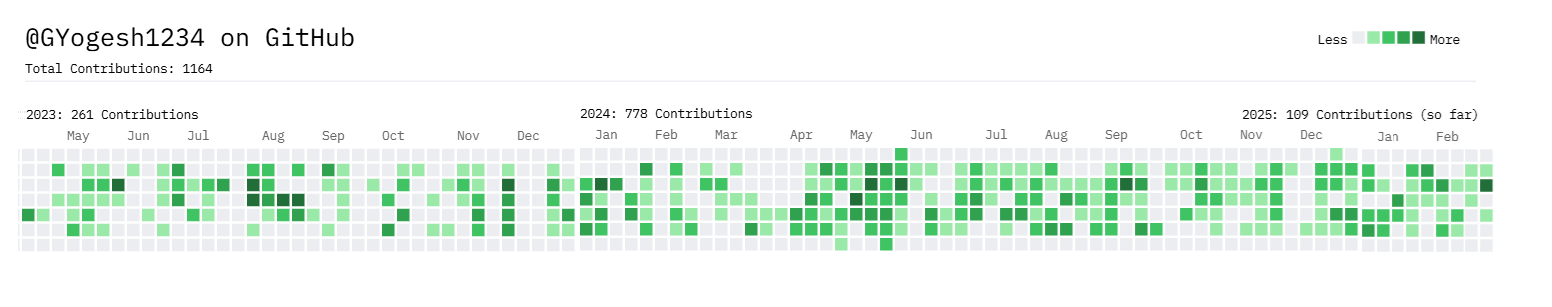 @GYogesh1234 on GitHub
Less More
Total Contributions: 1164
2023: 261 Contributions
May Jun Jul Aug Sep Oct Nov Dec
2024: 778 Contributions
Jan Feb Mar Apr May Jun Jul Aug Sep Oct Nov Dec
2025: 109 Contributions (so far)
Jan Feb